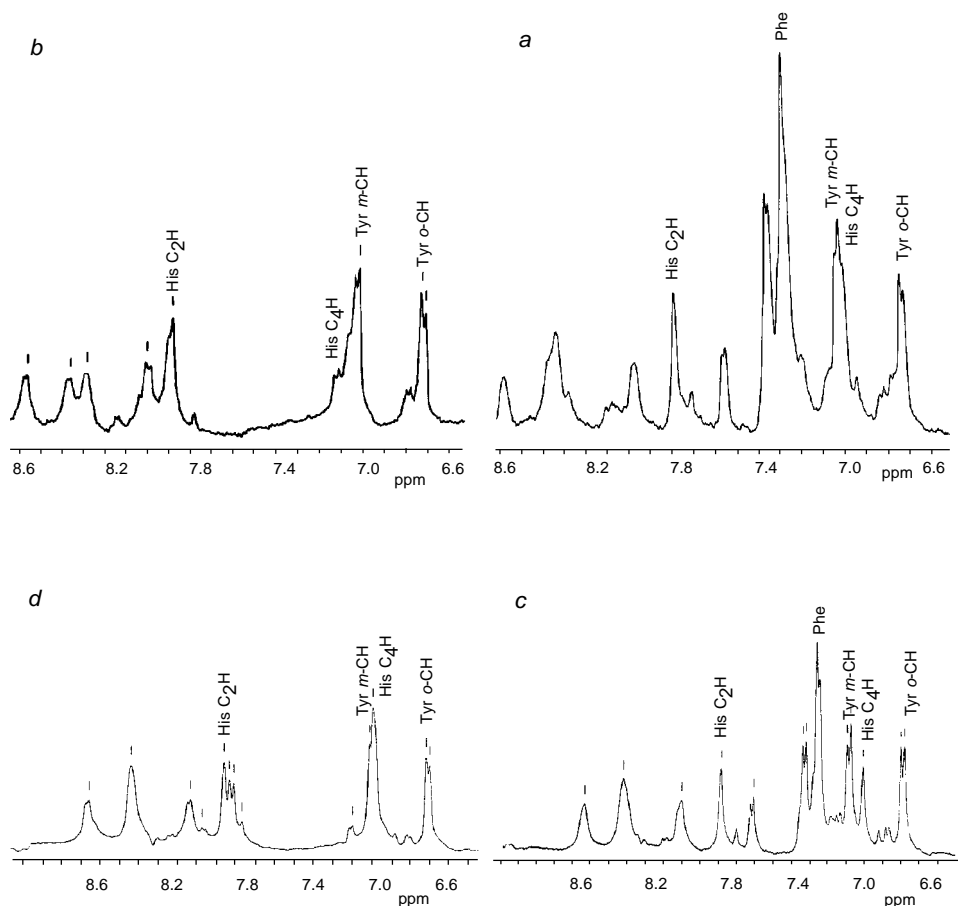 b
His C2H
His C4H
Tyr m-CH
Tyr o-CH
8.6 8.2 7.8 7.4 7.0 6.6
ppm
a
His C2H
Phe
Tyr m-CH
His C4H
Tyr o-CH
8.6 8.2 7.8 7.4 7.0 6.6
ppm
d
His C2H
Tyr m-CH
His C4H
Tyr o-CH
8.6 8.2 7.8 7.4 7.0 6.6
ppm
c
His C2H
Phe
Tyr m-CH
His C4H
Tyr o-CH
8.6 8.2 7.8 7.4 7.0 6.6
ppm